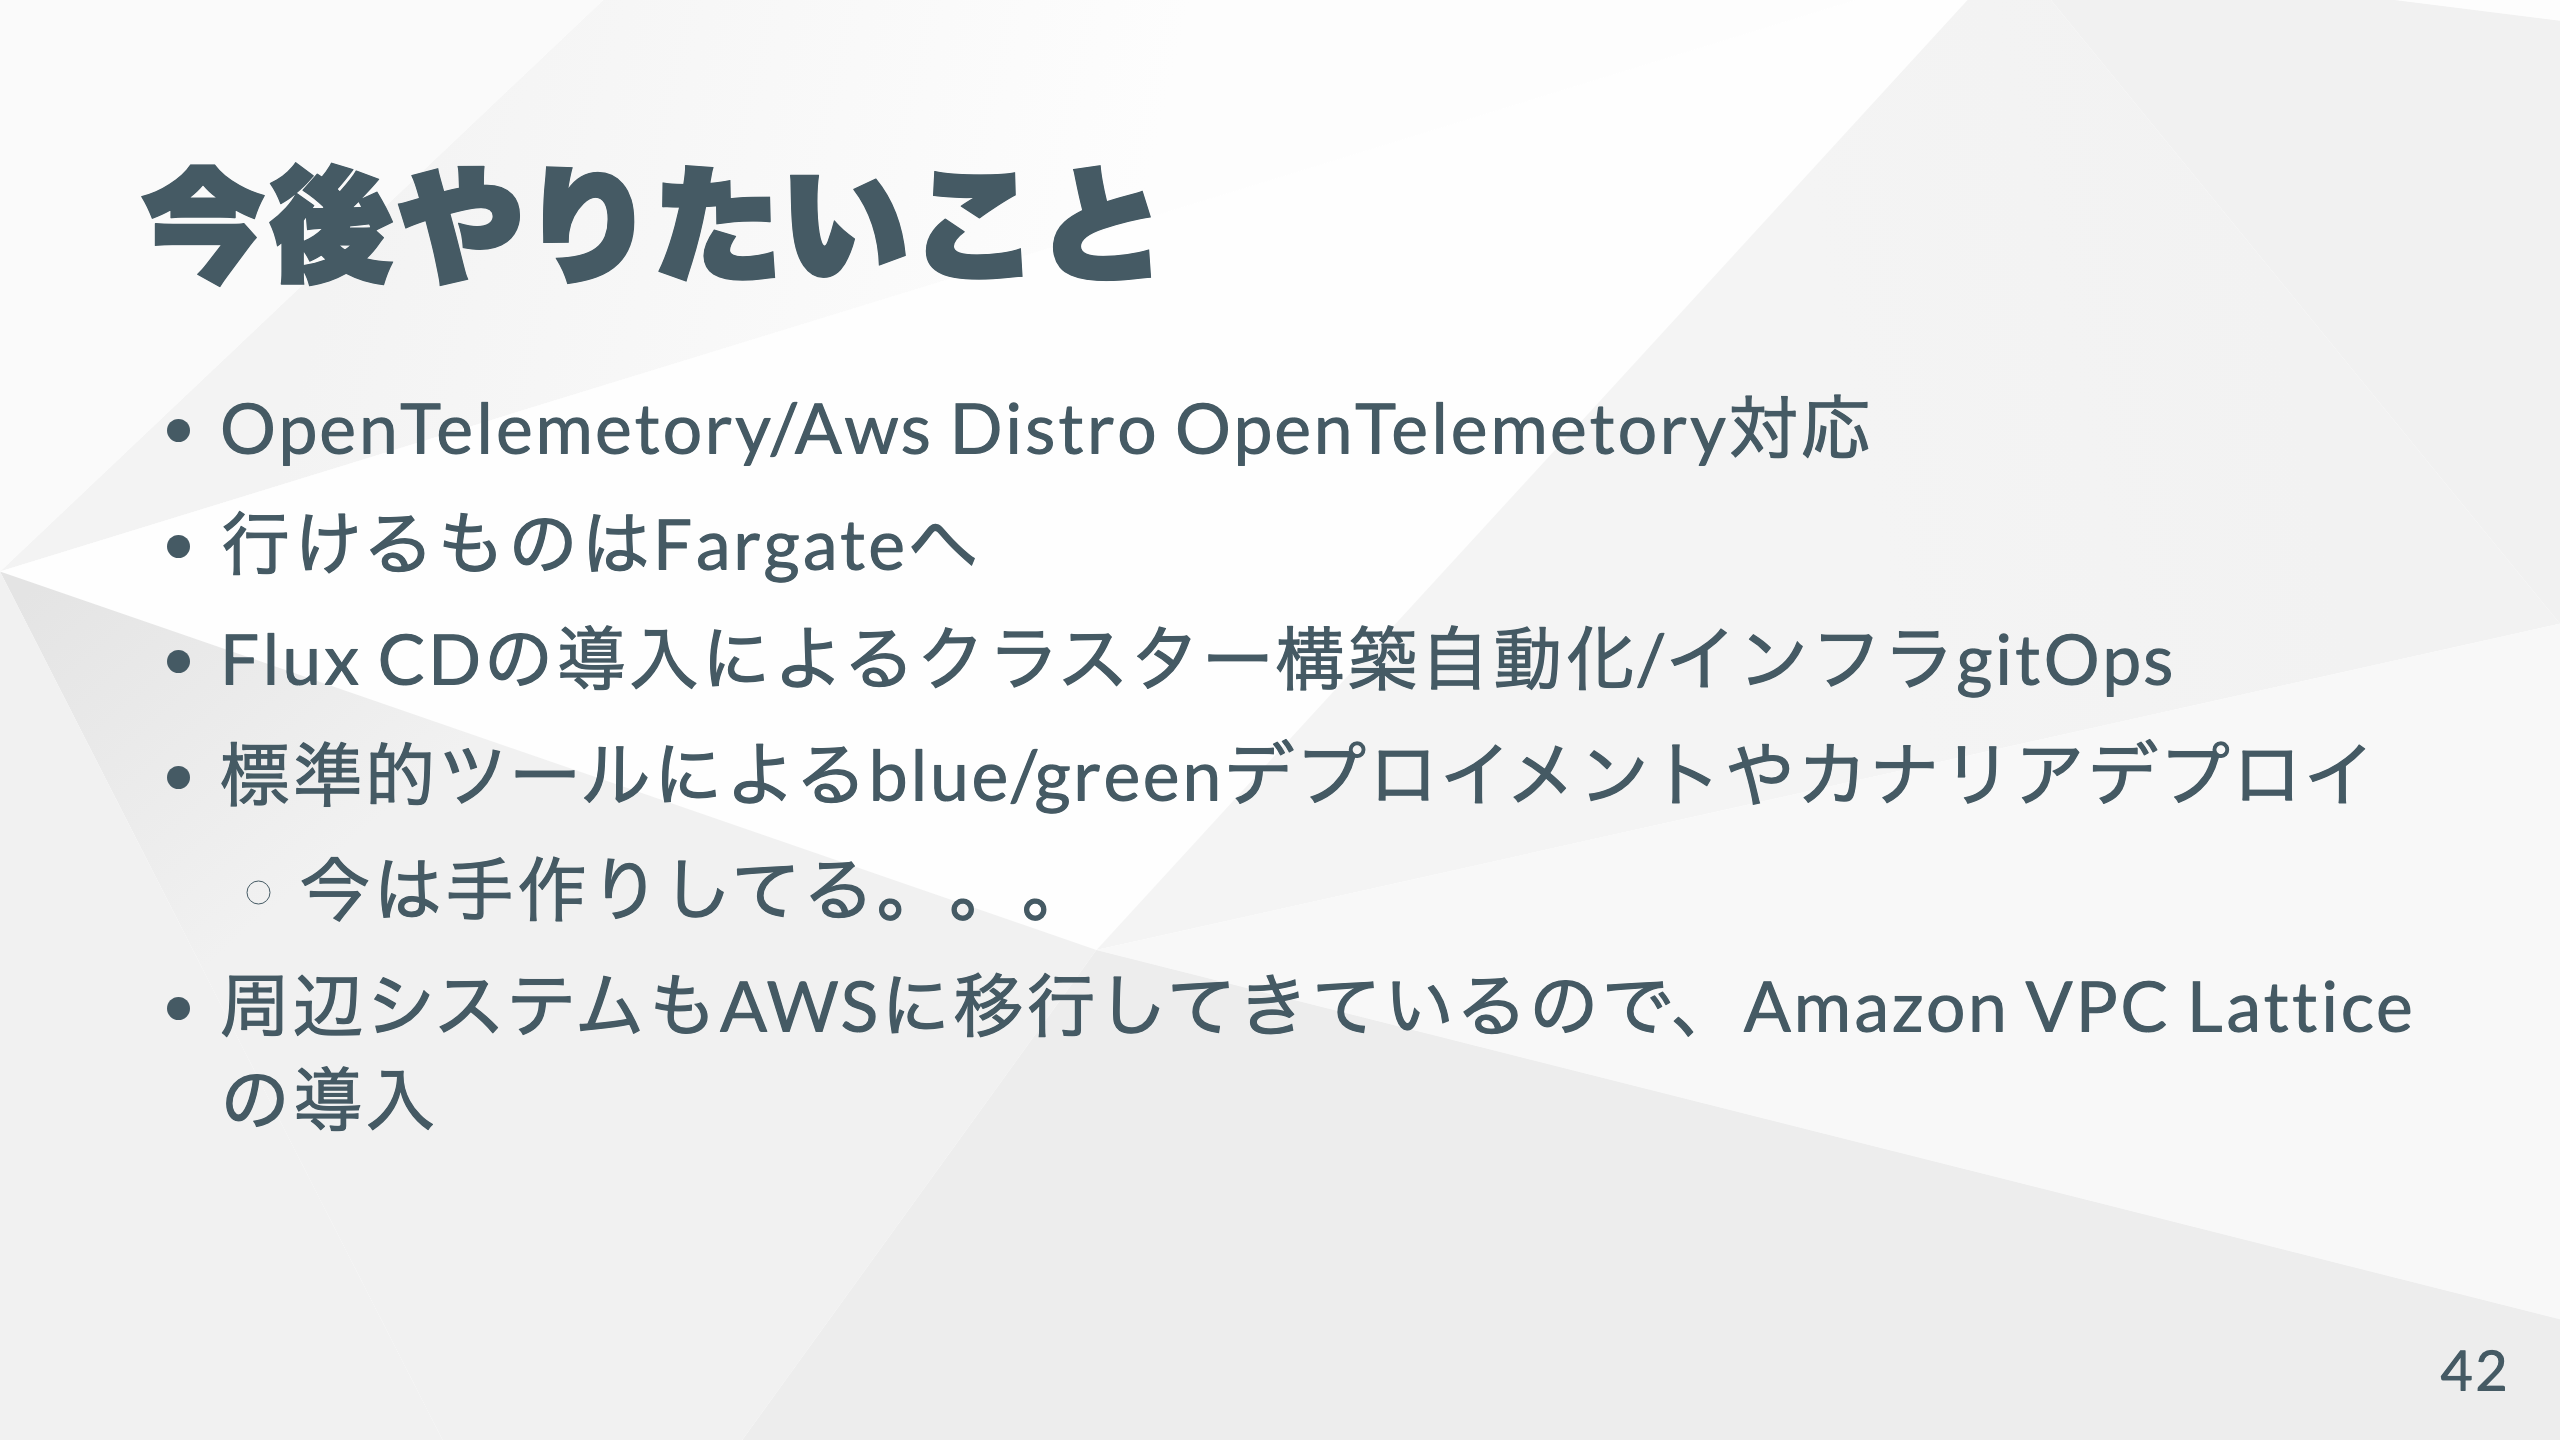 今後やりたいこと
• OpenTelemetory/Aws Distro OpenTelemetory対応
• 行けるものはFargateへ
• Flux CDの導入によるクラスター構築自動化/インフラgitOps
• 標準的ツールによるblue/greenデプロイメントやカナリアデプロイ
○ 今は手作りしてる。。。
• 周辺システムもAWSに移行してきているので、Amazon VPC Lattice
の導入
42